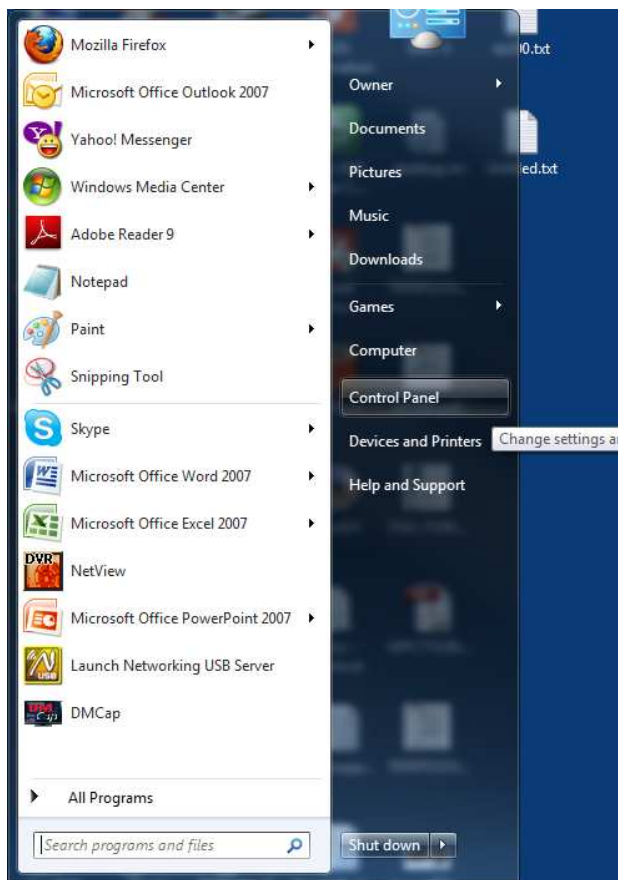 Mozilla Firefox
Microsoft Office Outlook 2007
Yahoo! Messenger
Windows Media Center
Adobe Reader 9
Notepad
Paint
Snipping Tool
Skype
Microsoft Office Word 2007
Microsoft Office Excel 2007
DVR
NetView
Microsoft Office PowerPoint 2007
USB
Launch Networking USB Server
DMCap
All Programs
Search programs and files
Owner
Documents
Pictures
Music
Downloads
Games
Computer
Control Panel
Devices and Printers
Change settings a
Help and Support
Shut down
0.txt
led.txt